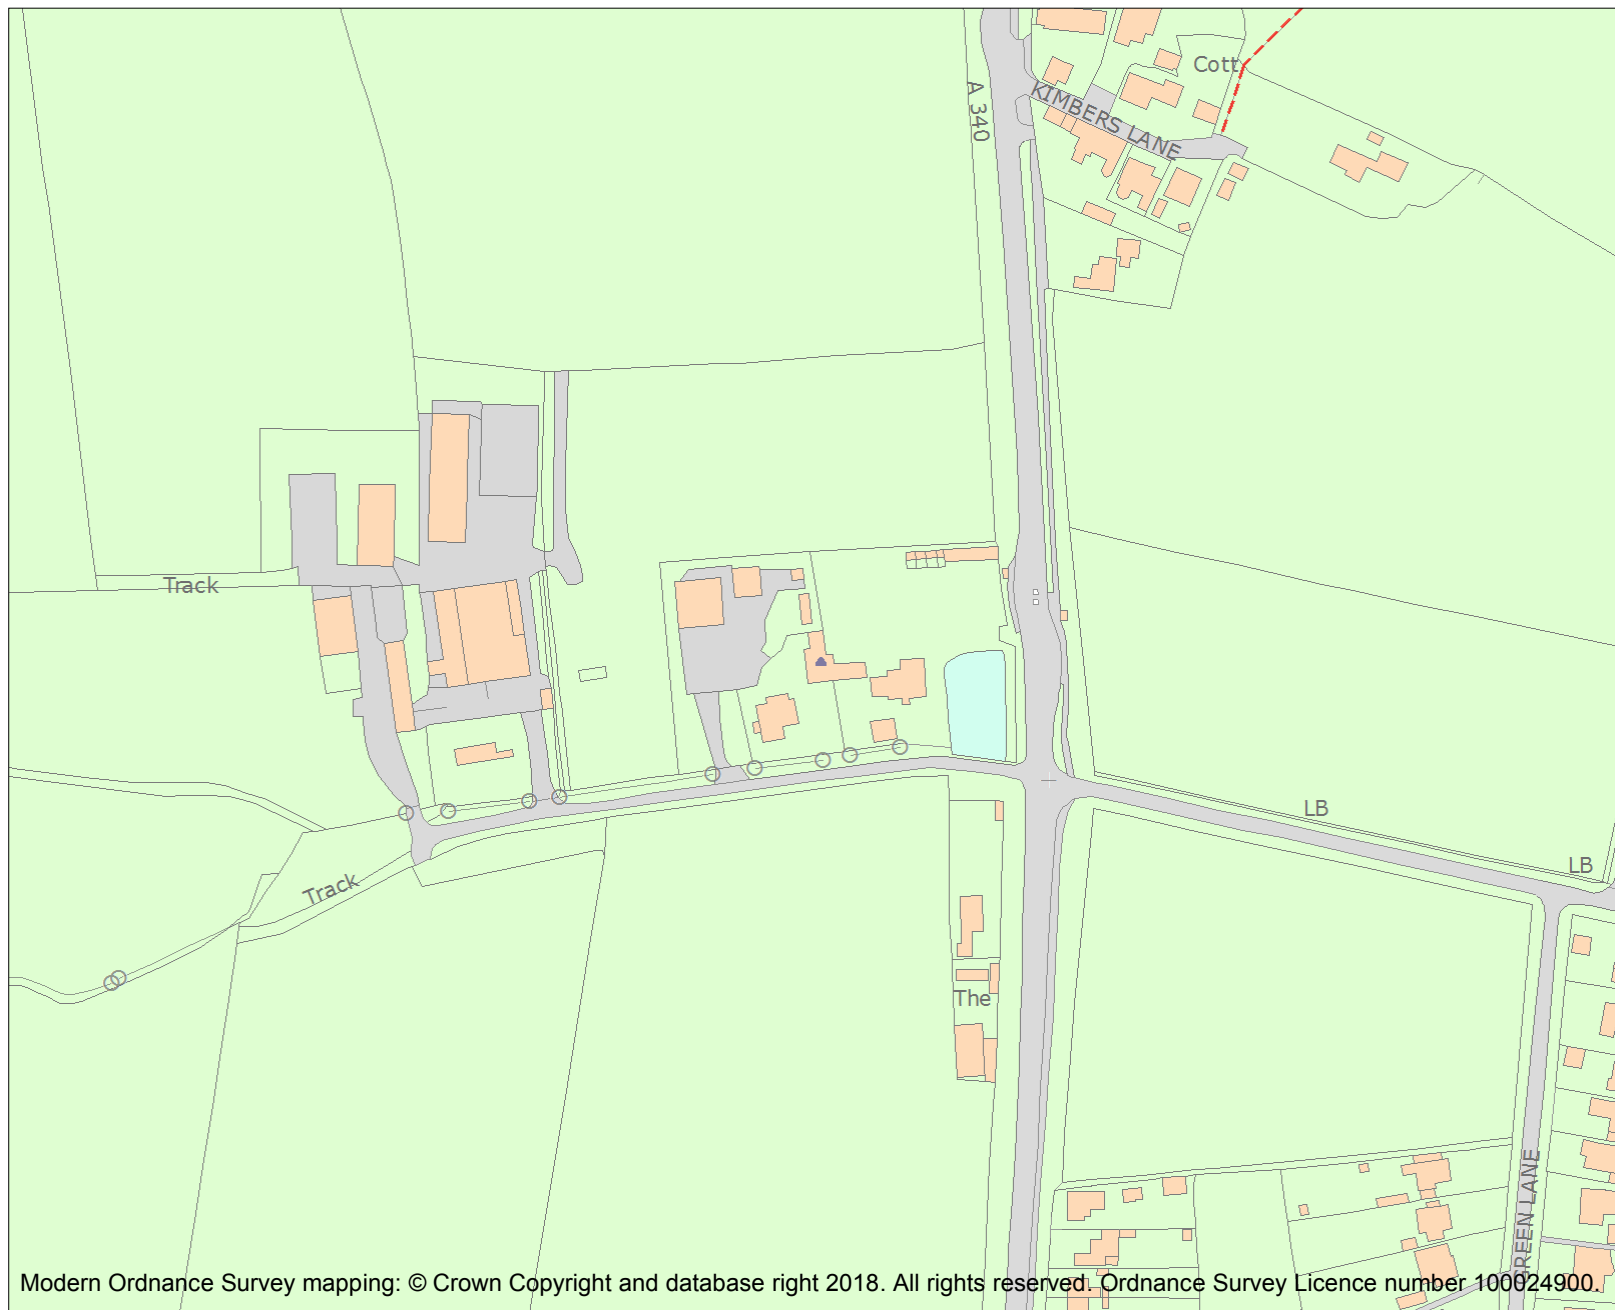 Cott
KIMBERS LANE
A 340
Track
LB
LB
Track
The
GREEN LANE
Modern Ordnance Survey mapping: © Crown Copyright and database right 2018. All rights reserved. Ordnance Survey Licence number 100024900.